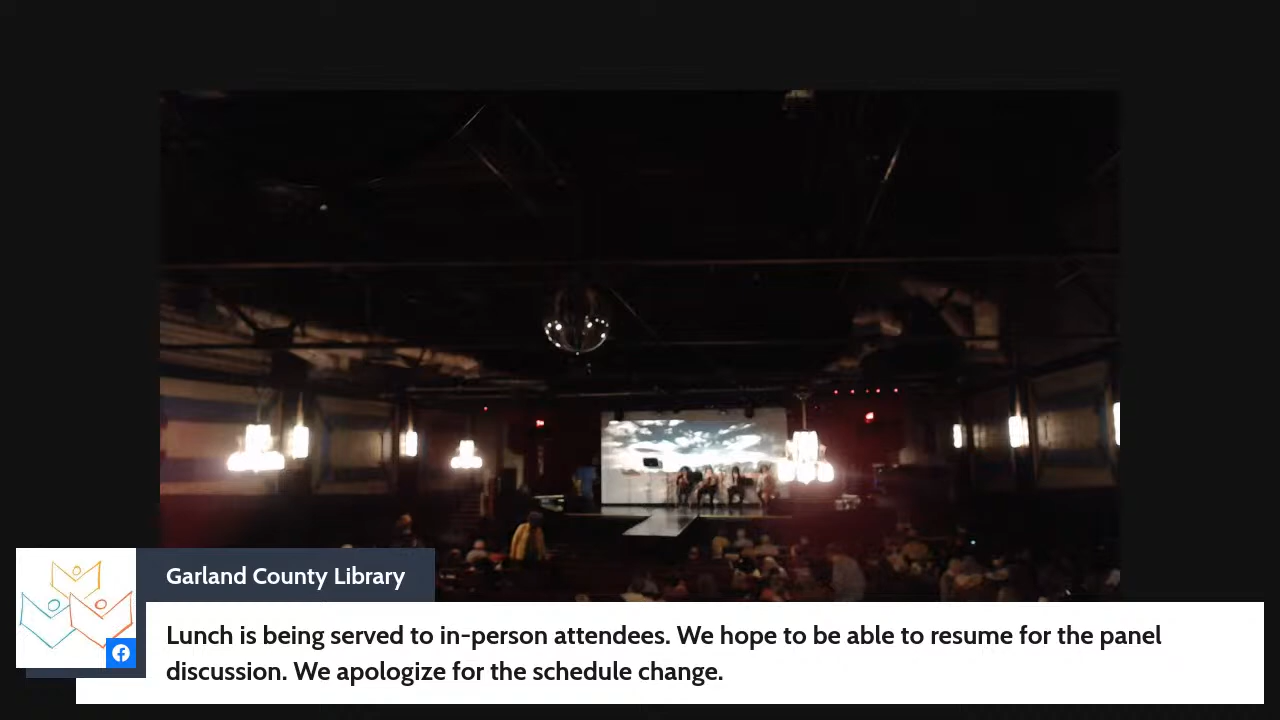 Garland County Library
Lunch is being served to in-person attendees. We hope to be able to resume for the panel
discussion. We apologize for the schedule change.